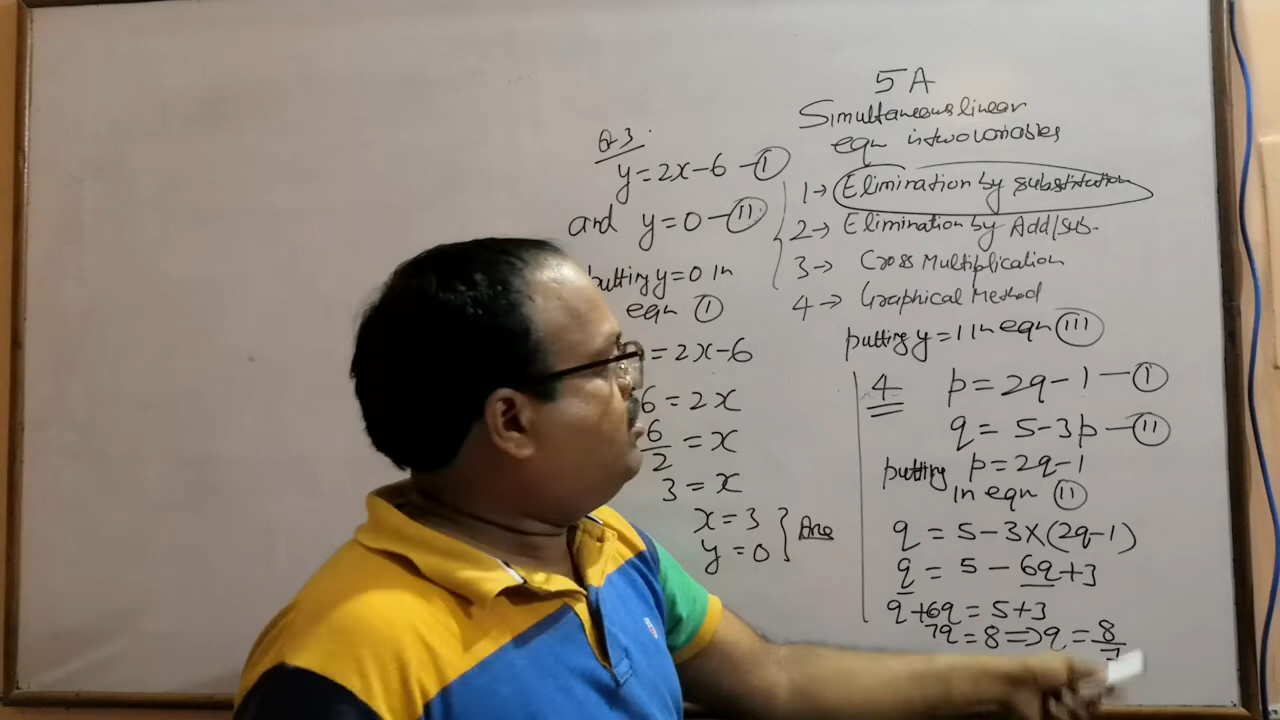 5A
Simultaneous linear
eqn in two variables
1→ Elimination by substitution
2→ Elimination by Add/sub.
3→ Cross Multiplication
4→ Graphical Method
Q3.
y=2x-6 - I
and y=0 - II
putting y=0 in
eqn I
=2x-6
6=2x
6/2 = x
3=x
x=3
y=0 } Ans
putting y=1 in eqn III
4 p=2q-1 - I
q=5-3p - II
putting p=2q-1
in eqn II
q=5-3×(2q-1)
q=5-6q+3
q+6q=5+3
7q=8⇒q=8/7